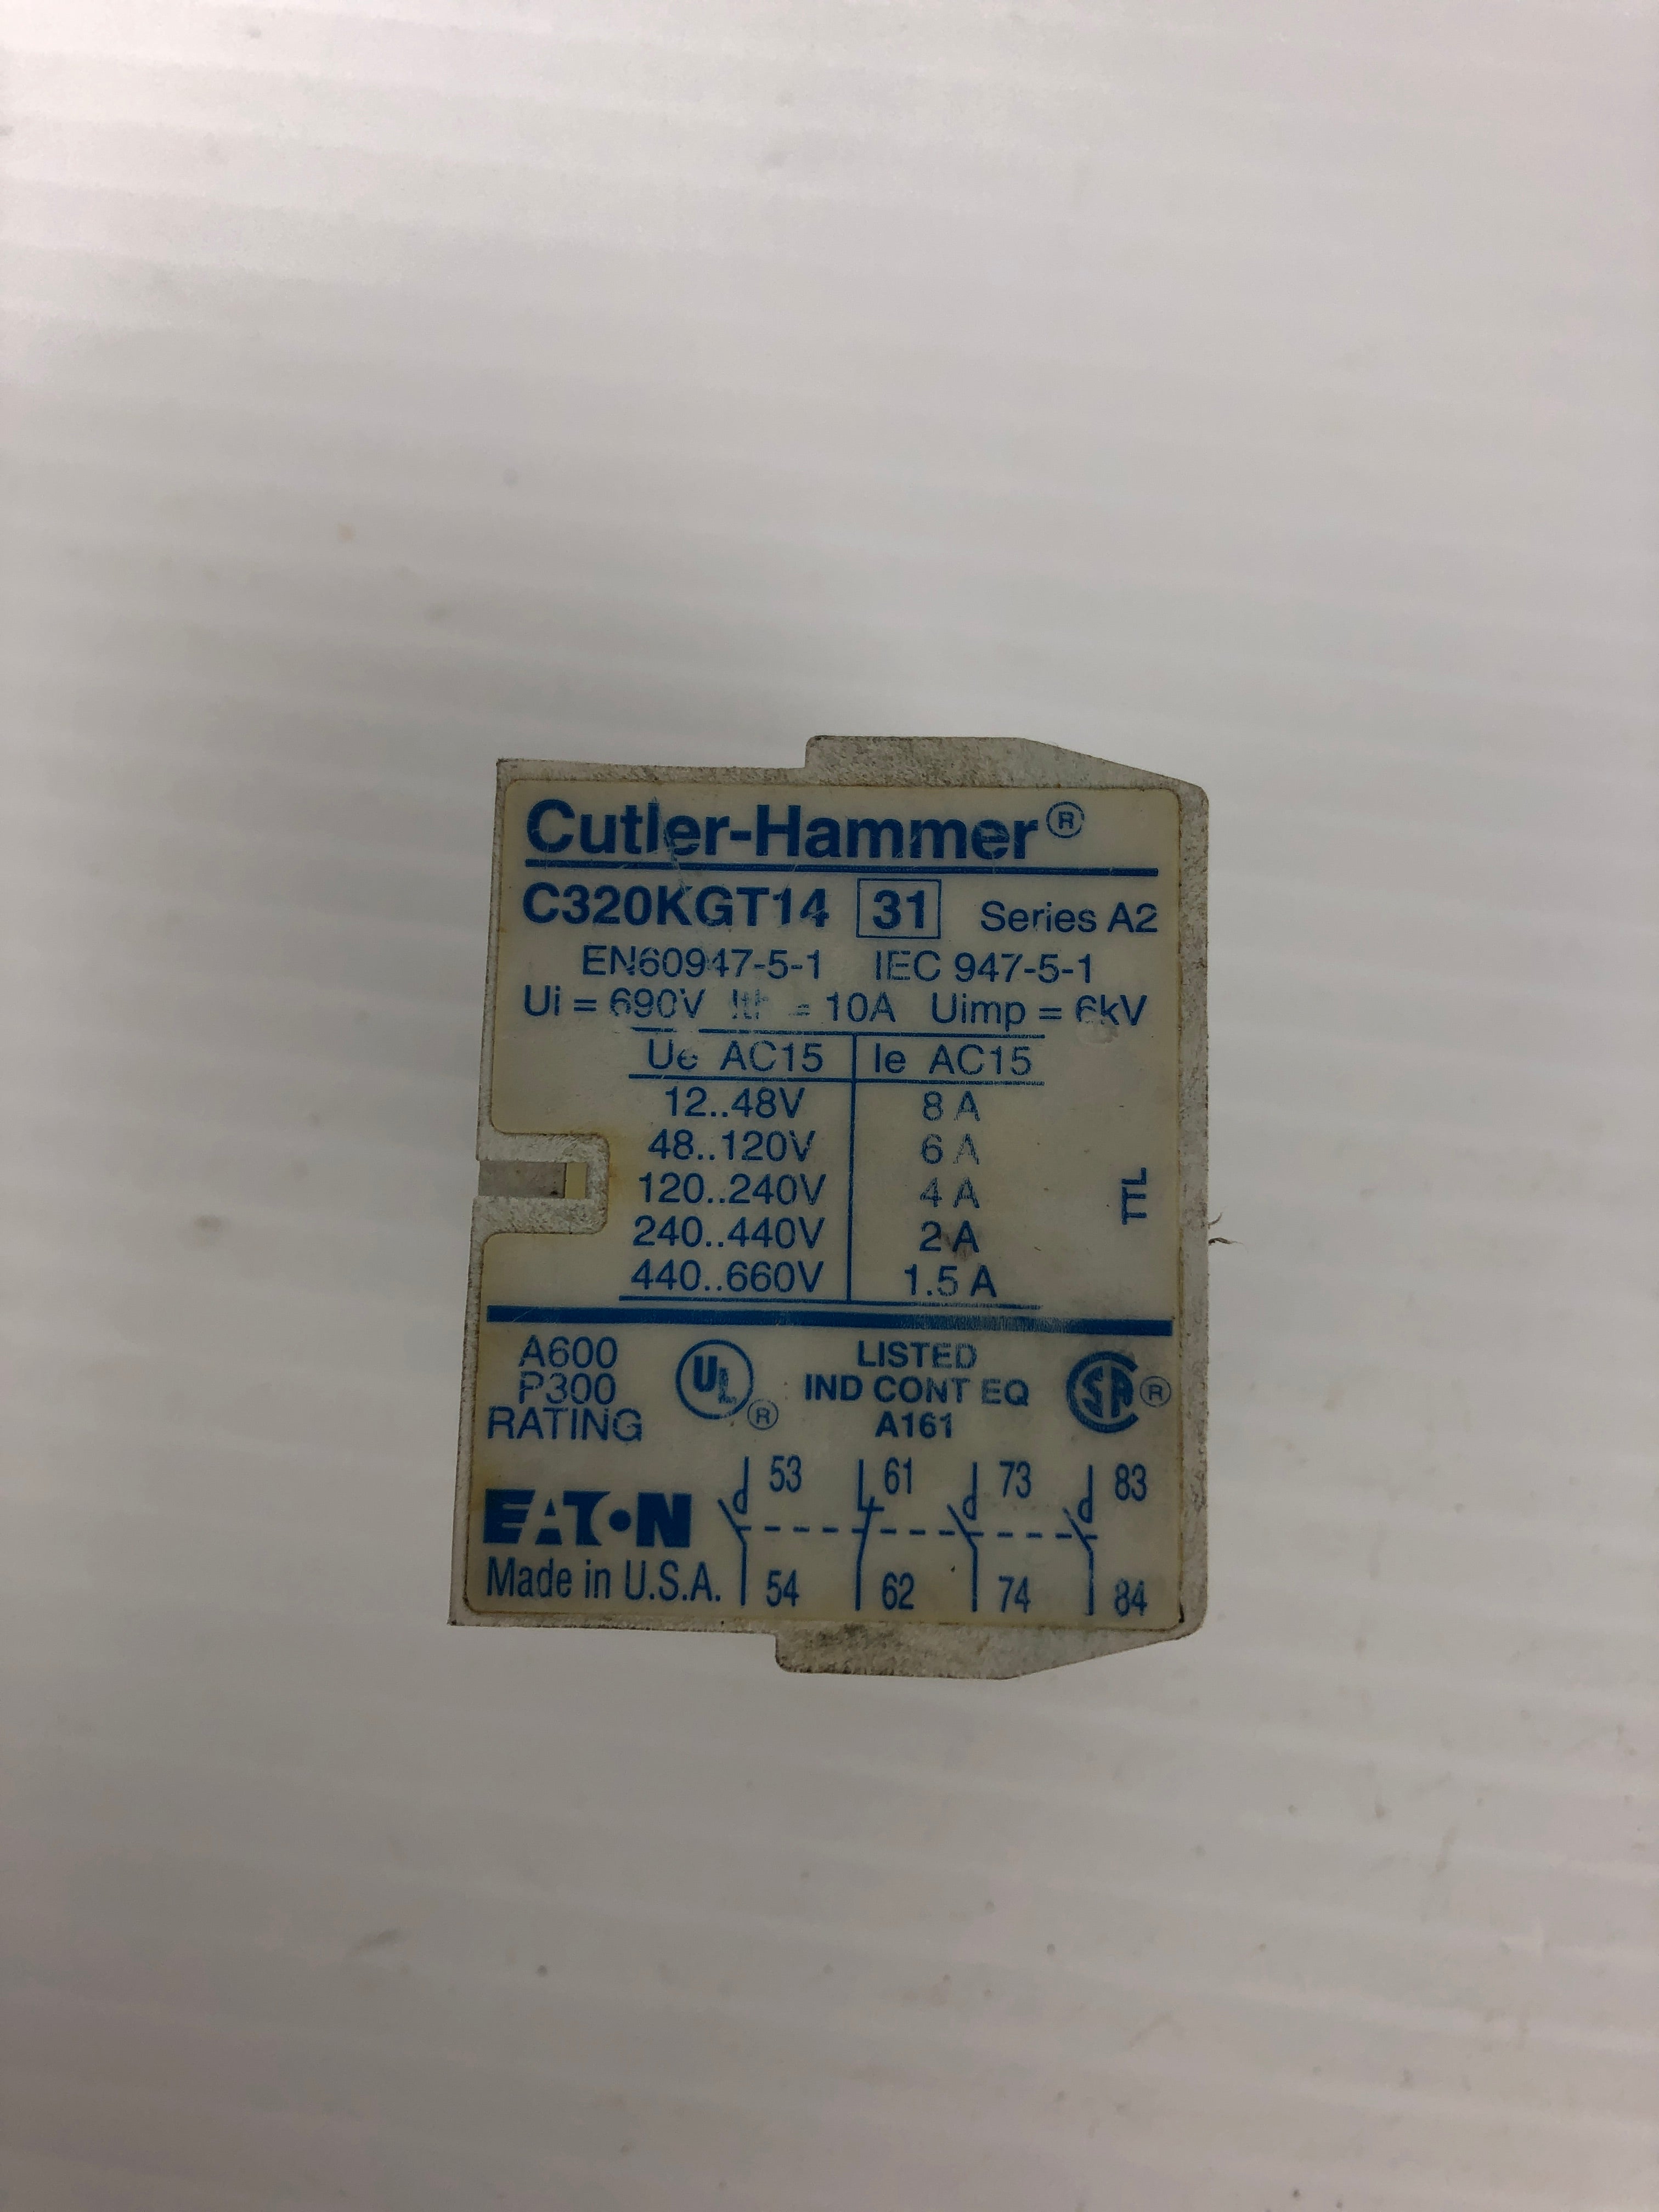 Cutler-Hammer®
C320KGT14 31 Series A2
EN60947-5-1 IEC 947-5-1
Ui = 690V Ith = 10A Uimp = 6kV
Ue AC15 Ie AC15
12..48V 8 A
48..120V 6 A
120..240V 4 A
240..440V 2 A
440..660V 1.5 A
TTL
A600
P300
RATING
UL ®
LISTED
IND CONT EQ
A161
SA ®
EATON
Made in U.S.A.
53 61 73 83
54 62 74 84